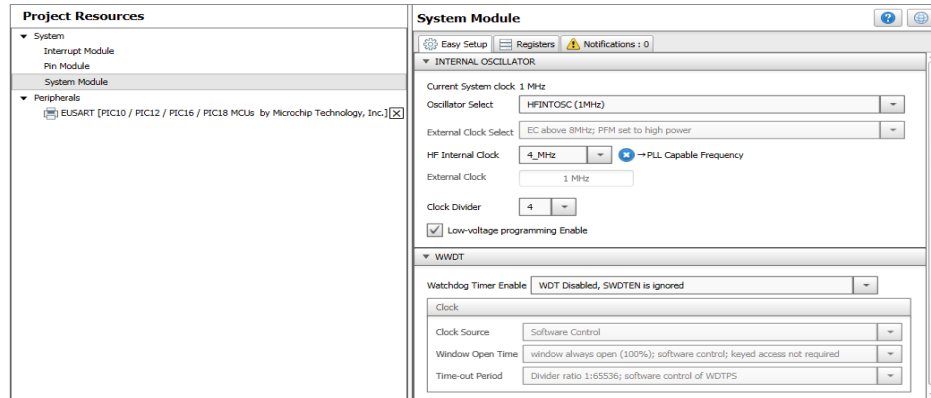 Project Resources
System
Interrupt Module
Pin Module
System Module
Peripherals
EUSART [PIC10 / PIC12 / PIC16 / PIC18 MCUs by Microchip Technology, Inc.]
System Module
Easy Setup Registers Notifications : 0
INTERNAL OSCILLATOR
Current System clock 1 MHz
Oscillator Select HFINTOSC (1MHz)
External Clock Select EC above 8MHz; PFM set to high power
HF Internal Clock 4_MHz →PLL Capable Frequency
External Clock 1 MHz
Clock Divider 4
Low-voltage programming Enable
WWDT
Watchdog Timer Enable WDT Disabled, SWDTEN is ignored
Clock
Clock Source Software Control
Window Open Time window always open (100%); software control; keyed access not required
Time-out Period Divider ratio 1:65536; software control of WDTPS